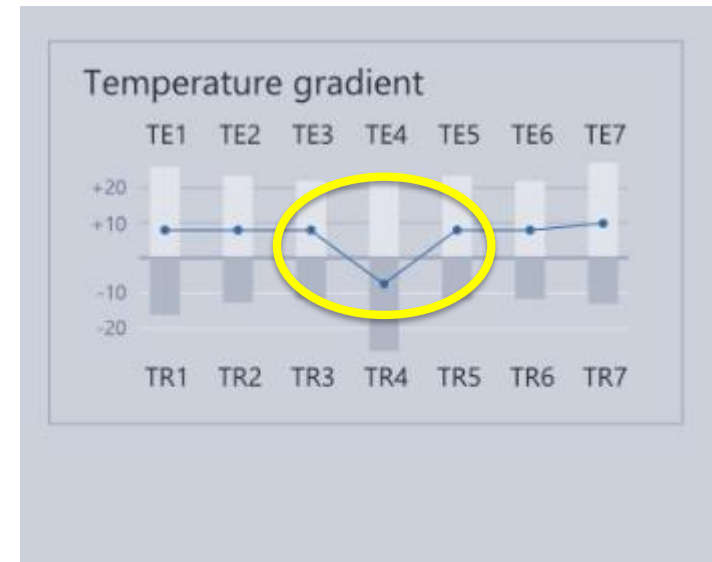 Temperature gradient
TE1 TE2 TE3 TE4 TE5 TE6 TE7
+20
+10
-10
-20
TR1 TR2 TR3 TR4 TR5 TR6 TR7